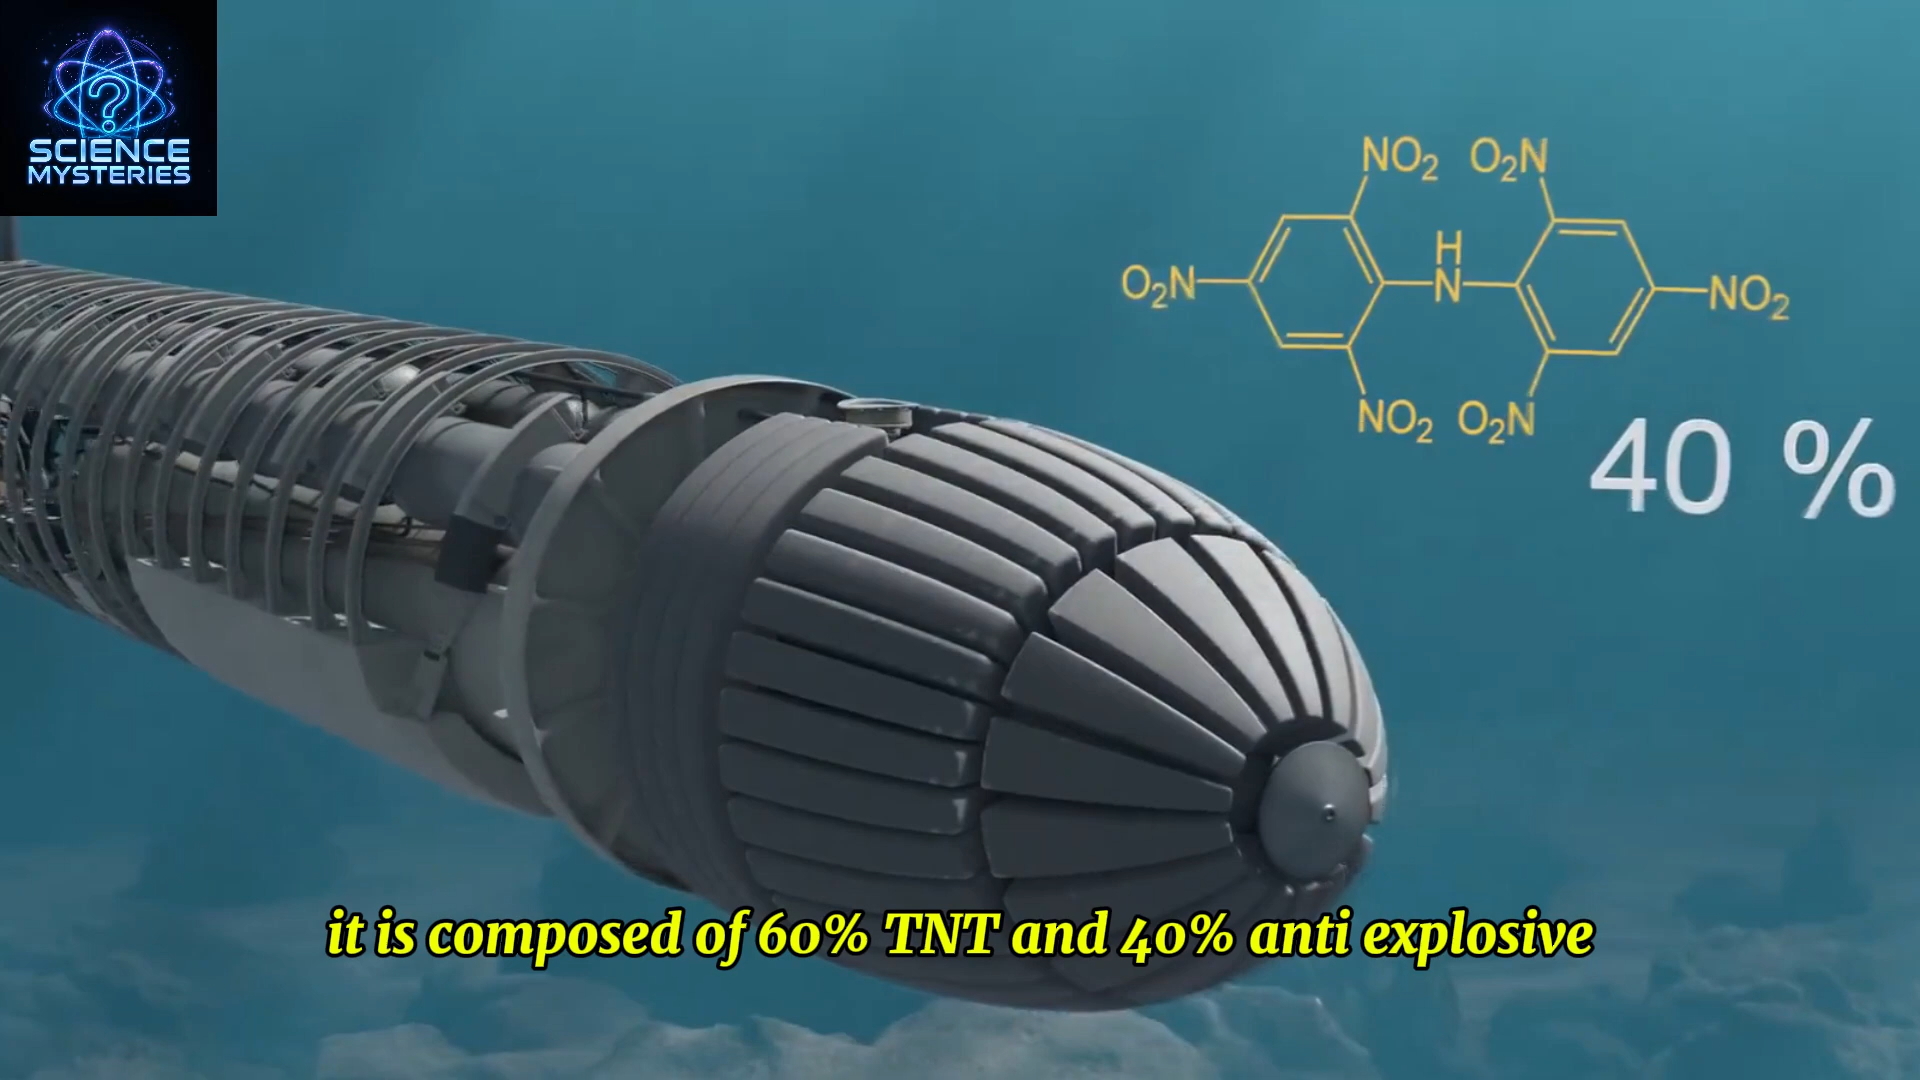 SCIENCE
MYSTERIES
NO2 O2N
H
O2N N NO2
NO2 O2N
40 %
it is composed of 60% TNT and 40% anti explosive